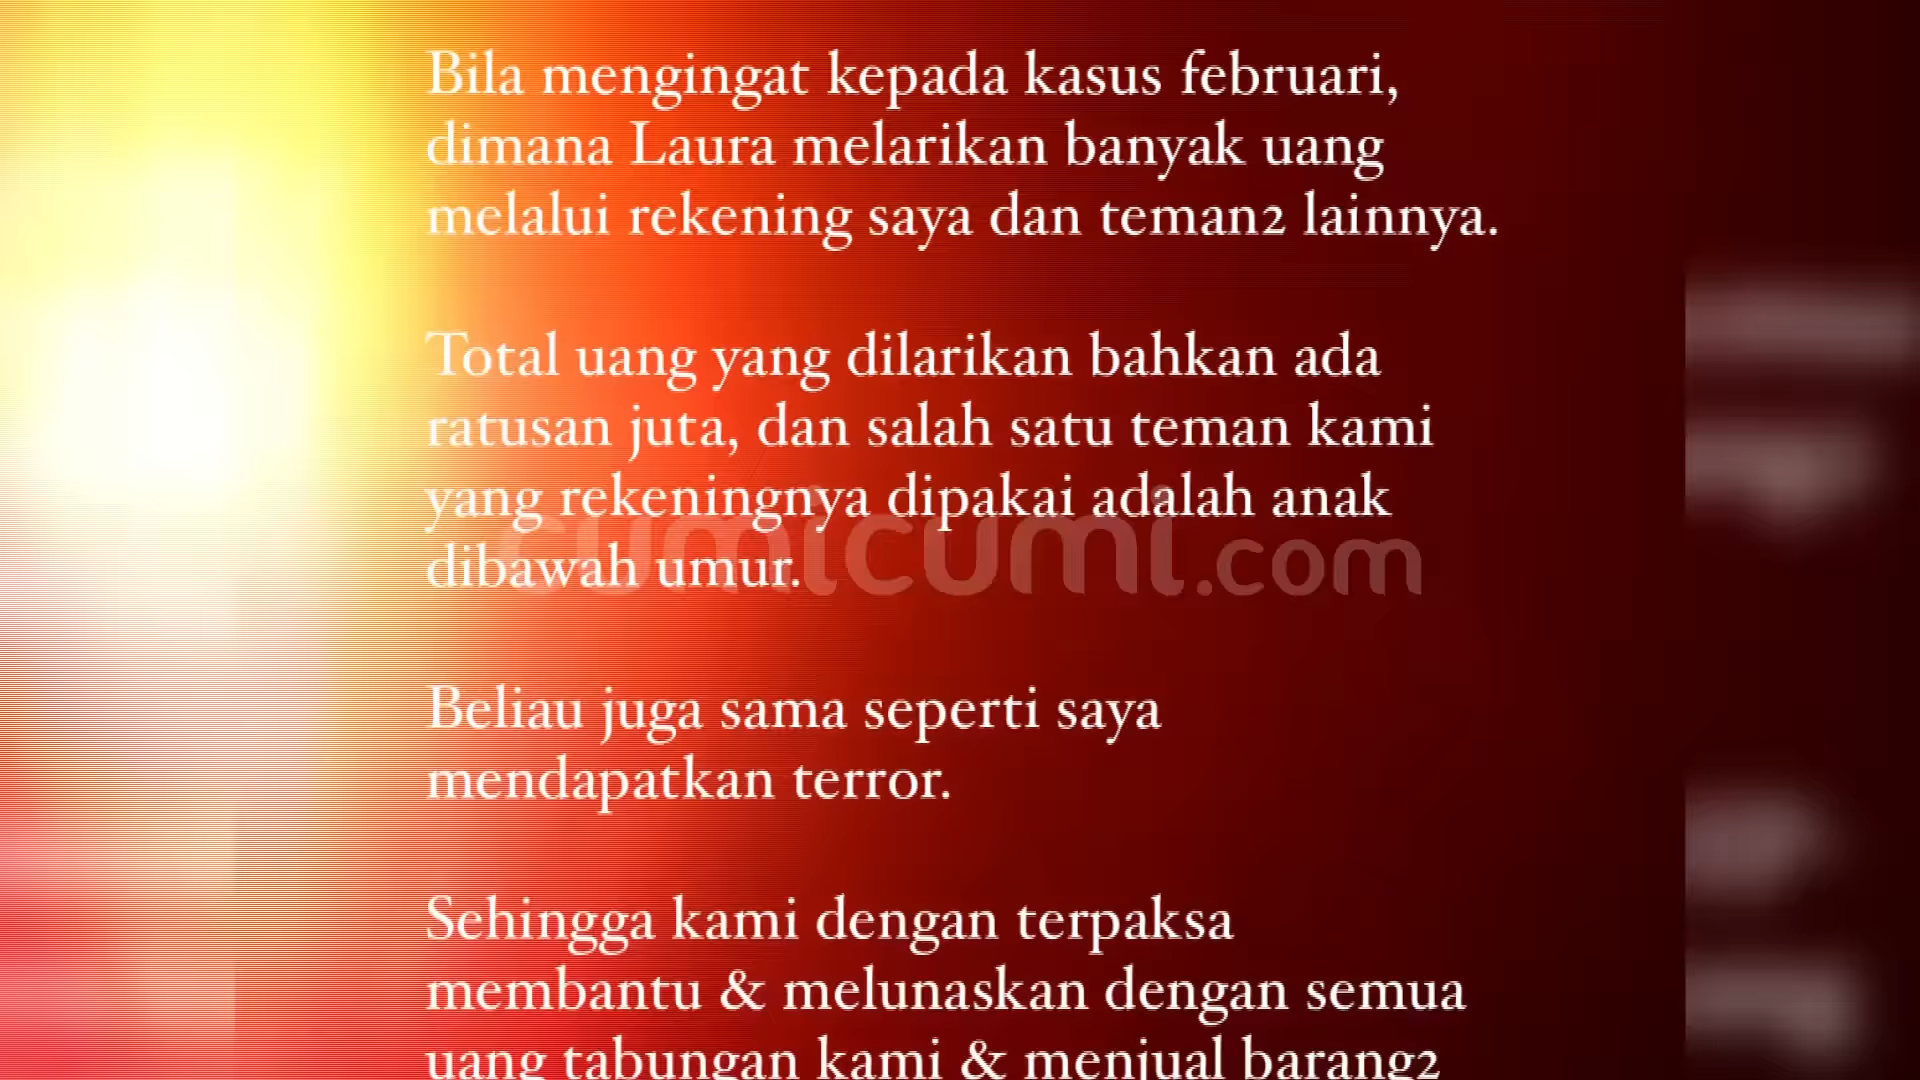 Bila mengingat kepada kasus februari,
dimana Laura melarikan banyak uang
melalui rekening saya dan teman2 lainnya.
Total uang yang dilarikan bahkan ada
ratusan juta, dan salah satu teman kami
yang rekeningnya dipakai adalah anak
dibawah umur.
cumicumi.com
Beliau juga sama seperti saya
mendapatkan terror.
Sehingga kami dengan terpaksa
membantu & melunaskan dengan semua
uang tabungan kami & menjual barang2